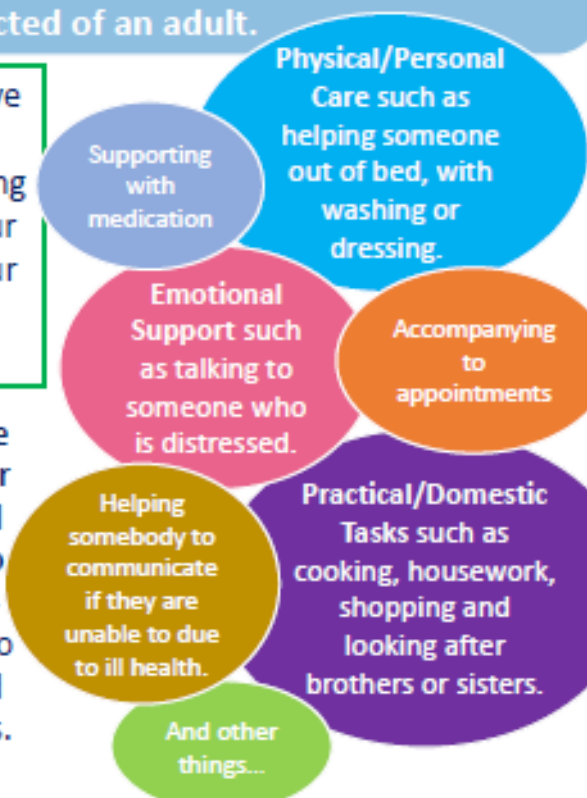 of an adult.
Physical/Personal
Care such as
helping someone
out of bed, with
washing or
dressing.
Supporting
with
medication
Emotional
Support such
as talking to
someone who
is distressed.
Accompanying
to
appointments
Helping
somebody to
communicate
if they are
unable to due
to ill health.
Practical/Domestic
Tasks such as
cooking, housework,
shopping and
looking after
brothers or sisters.
And other
things...